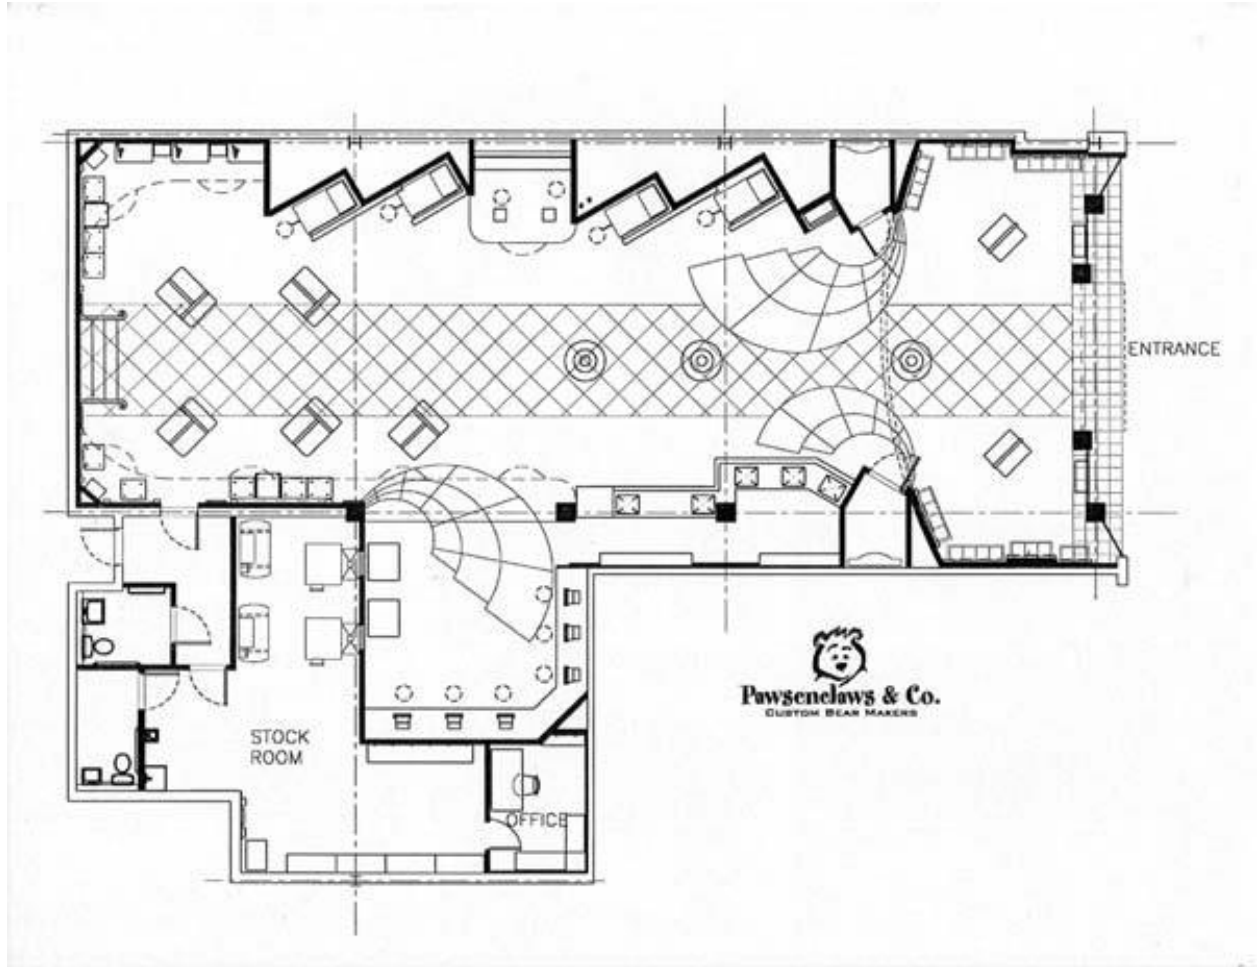 ENTRANCE
Pawsenclaws & Co.
CUSTOM BEAR MAKERS
STOCK
ROOM
OFFICE